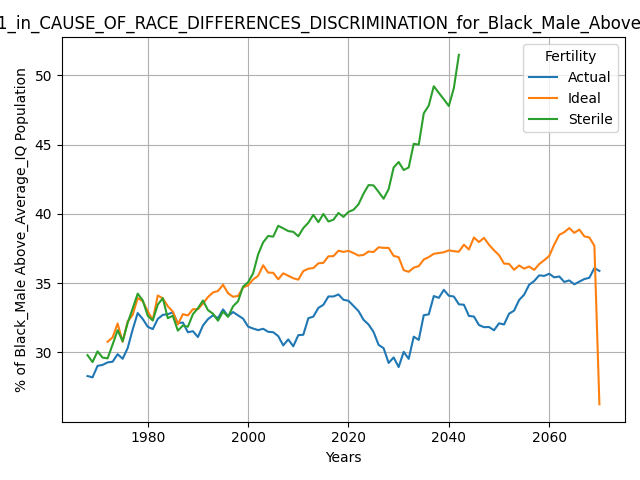 1_in_CAUSE_OF_RACE_DIFFERENCES_DISCRIMINATION_for_Black_Male_Above
Fertility
Actual
Ideal
Sterile
% of Black_Male Above_Average_IQ Population
50
45
40
35
30
1980
2000
2020
2040
2060
Years